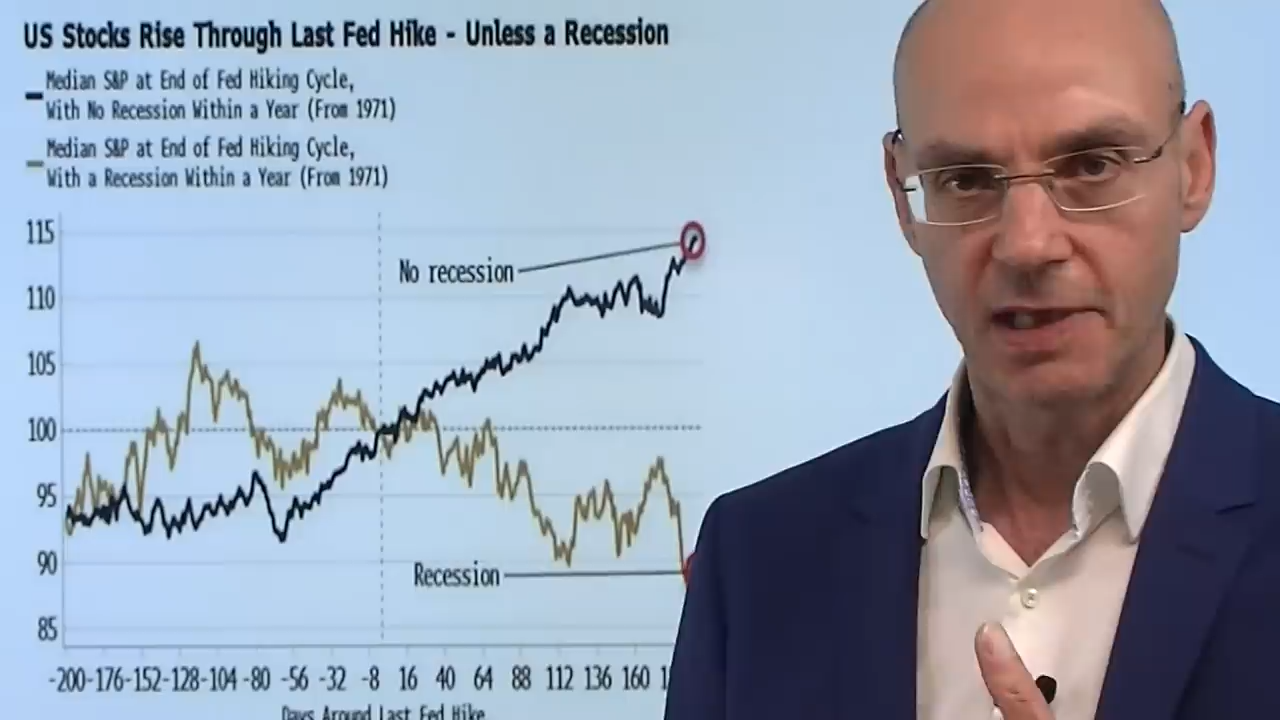 US Stocks Rise Through Last Fed Hike - Unless a Recession
Median S&P at End of Fed Hiking Cycle,
With No Recession Within a Year (From 1971)
Median S&P at End of Fed Hiking Cycle,
With a Recession Within a Year (From 1971)
115
110
105
100
95
90
85
No recession
Recession
-200 -176 -152 -128 -104 -80 -56 -32 -8 16 40 64 88 112 136 160
Days Around Last Fed Hike